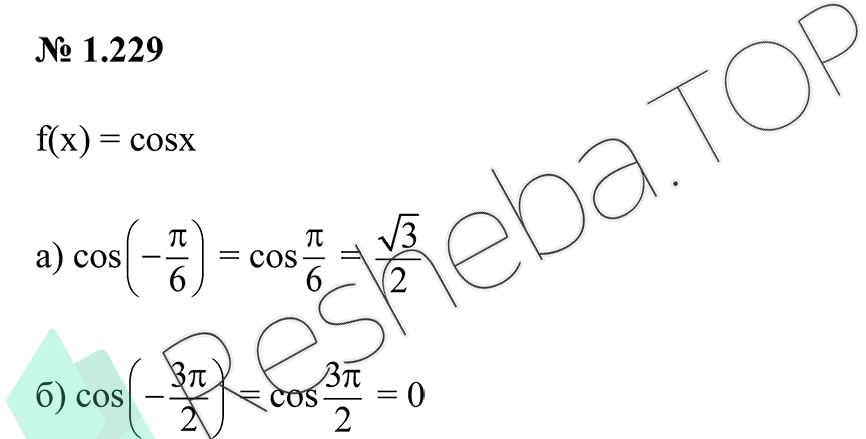 № 1.229
f(x) = cosx
а) cos(−π/6) = cos π/6 = √3/2
б) cos(−3π/2) = cos 3π/2 = 0
Resheba.TOP